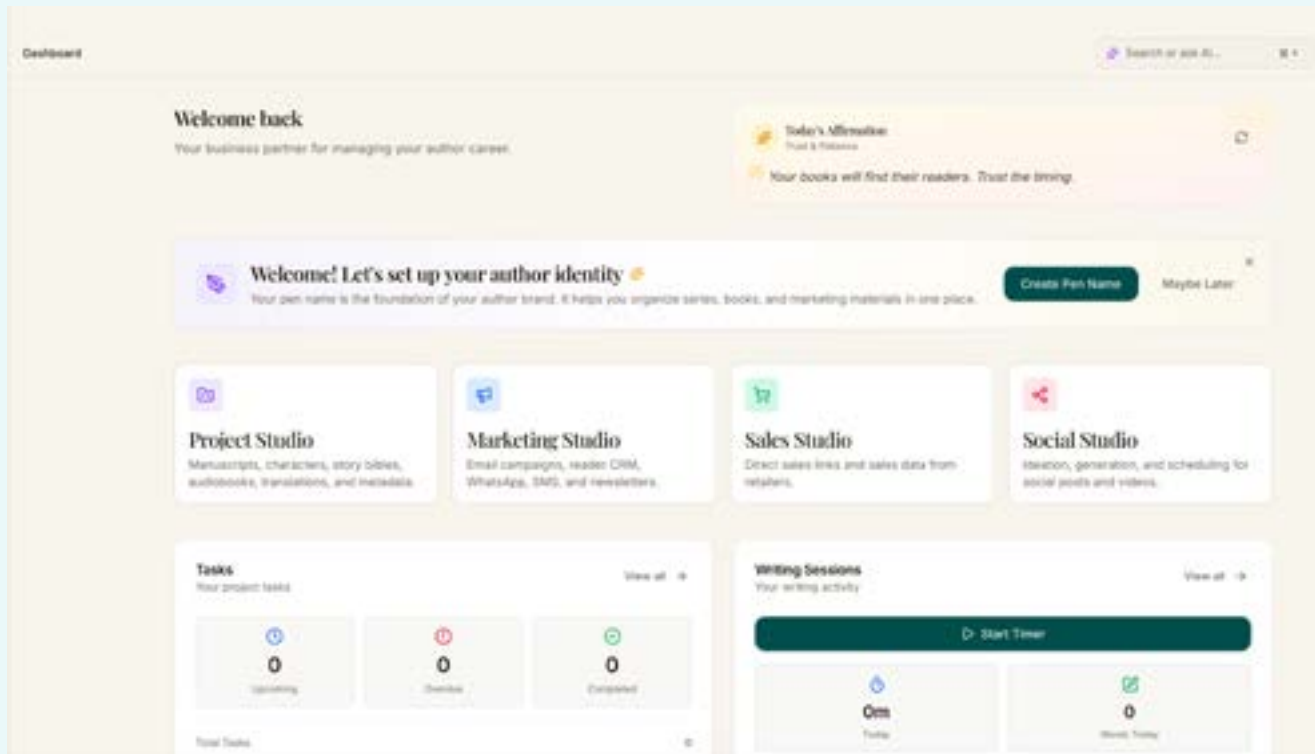 Dashboard
Search or ask AI...
Welcome back
Your business partner for managing your author career.
Today's Affirmation
Trust & Patience
Your books will find their readers. Trust the timing.
Welcome! Let's set up your author identity
Your pen name is the foundation of your author brand. It helps you organize series, books, and marketing materials in one place.
Create Pen Name
Maybe Later
Project Studio
Manuscripts, characters, story bibles,
audiobooks, translations, and metadata.
Marketing Studio
Email campaigns, reader CRM,
WhatsApp, SMS, and newsletters.
Sales Studio
Direct sales links and sales data from
retailers.
Social Studio
Ideation, generation, and scheduling for
social posts and videos.
Tasks
Your project tasks
View all
0
Upcoming
0
Overdue
0
Completed
Total Tasks
0
Writing Sessions
Your writing activity
View all
Start Timer
0m
Today
0
Words Today